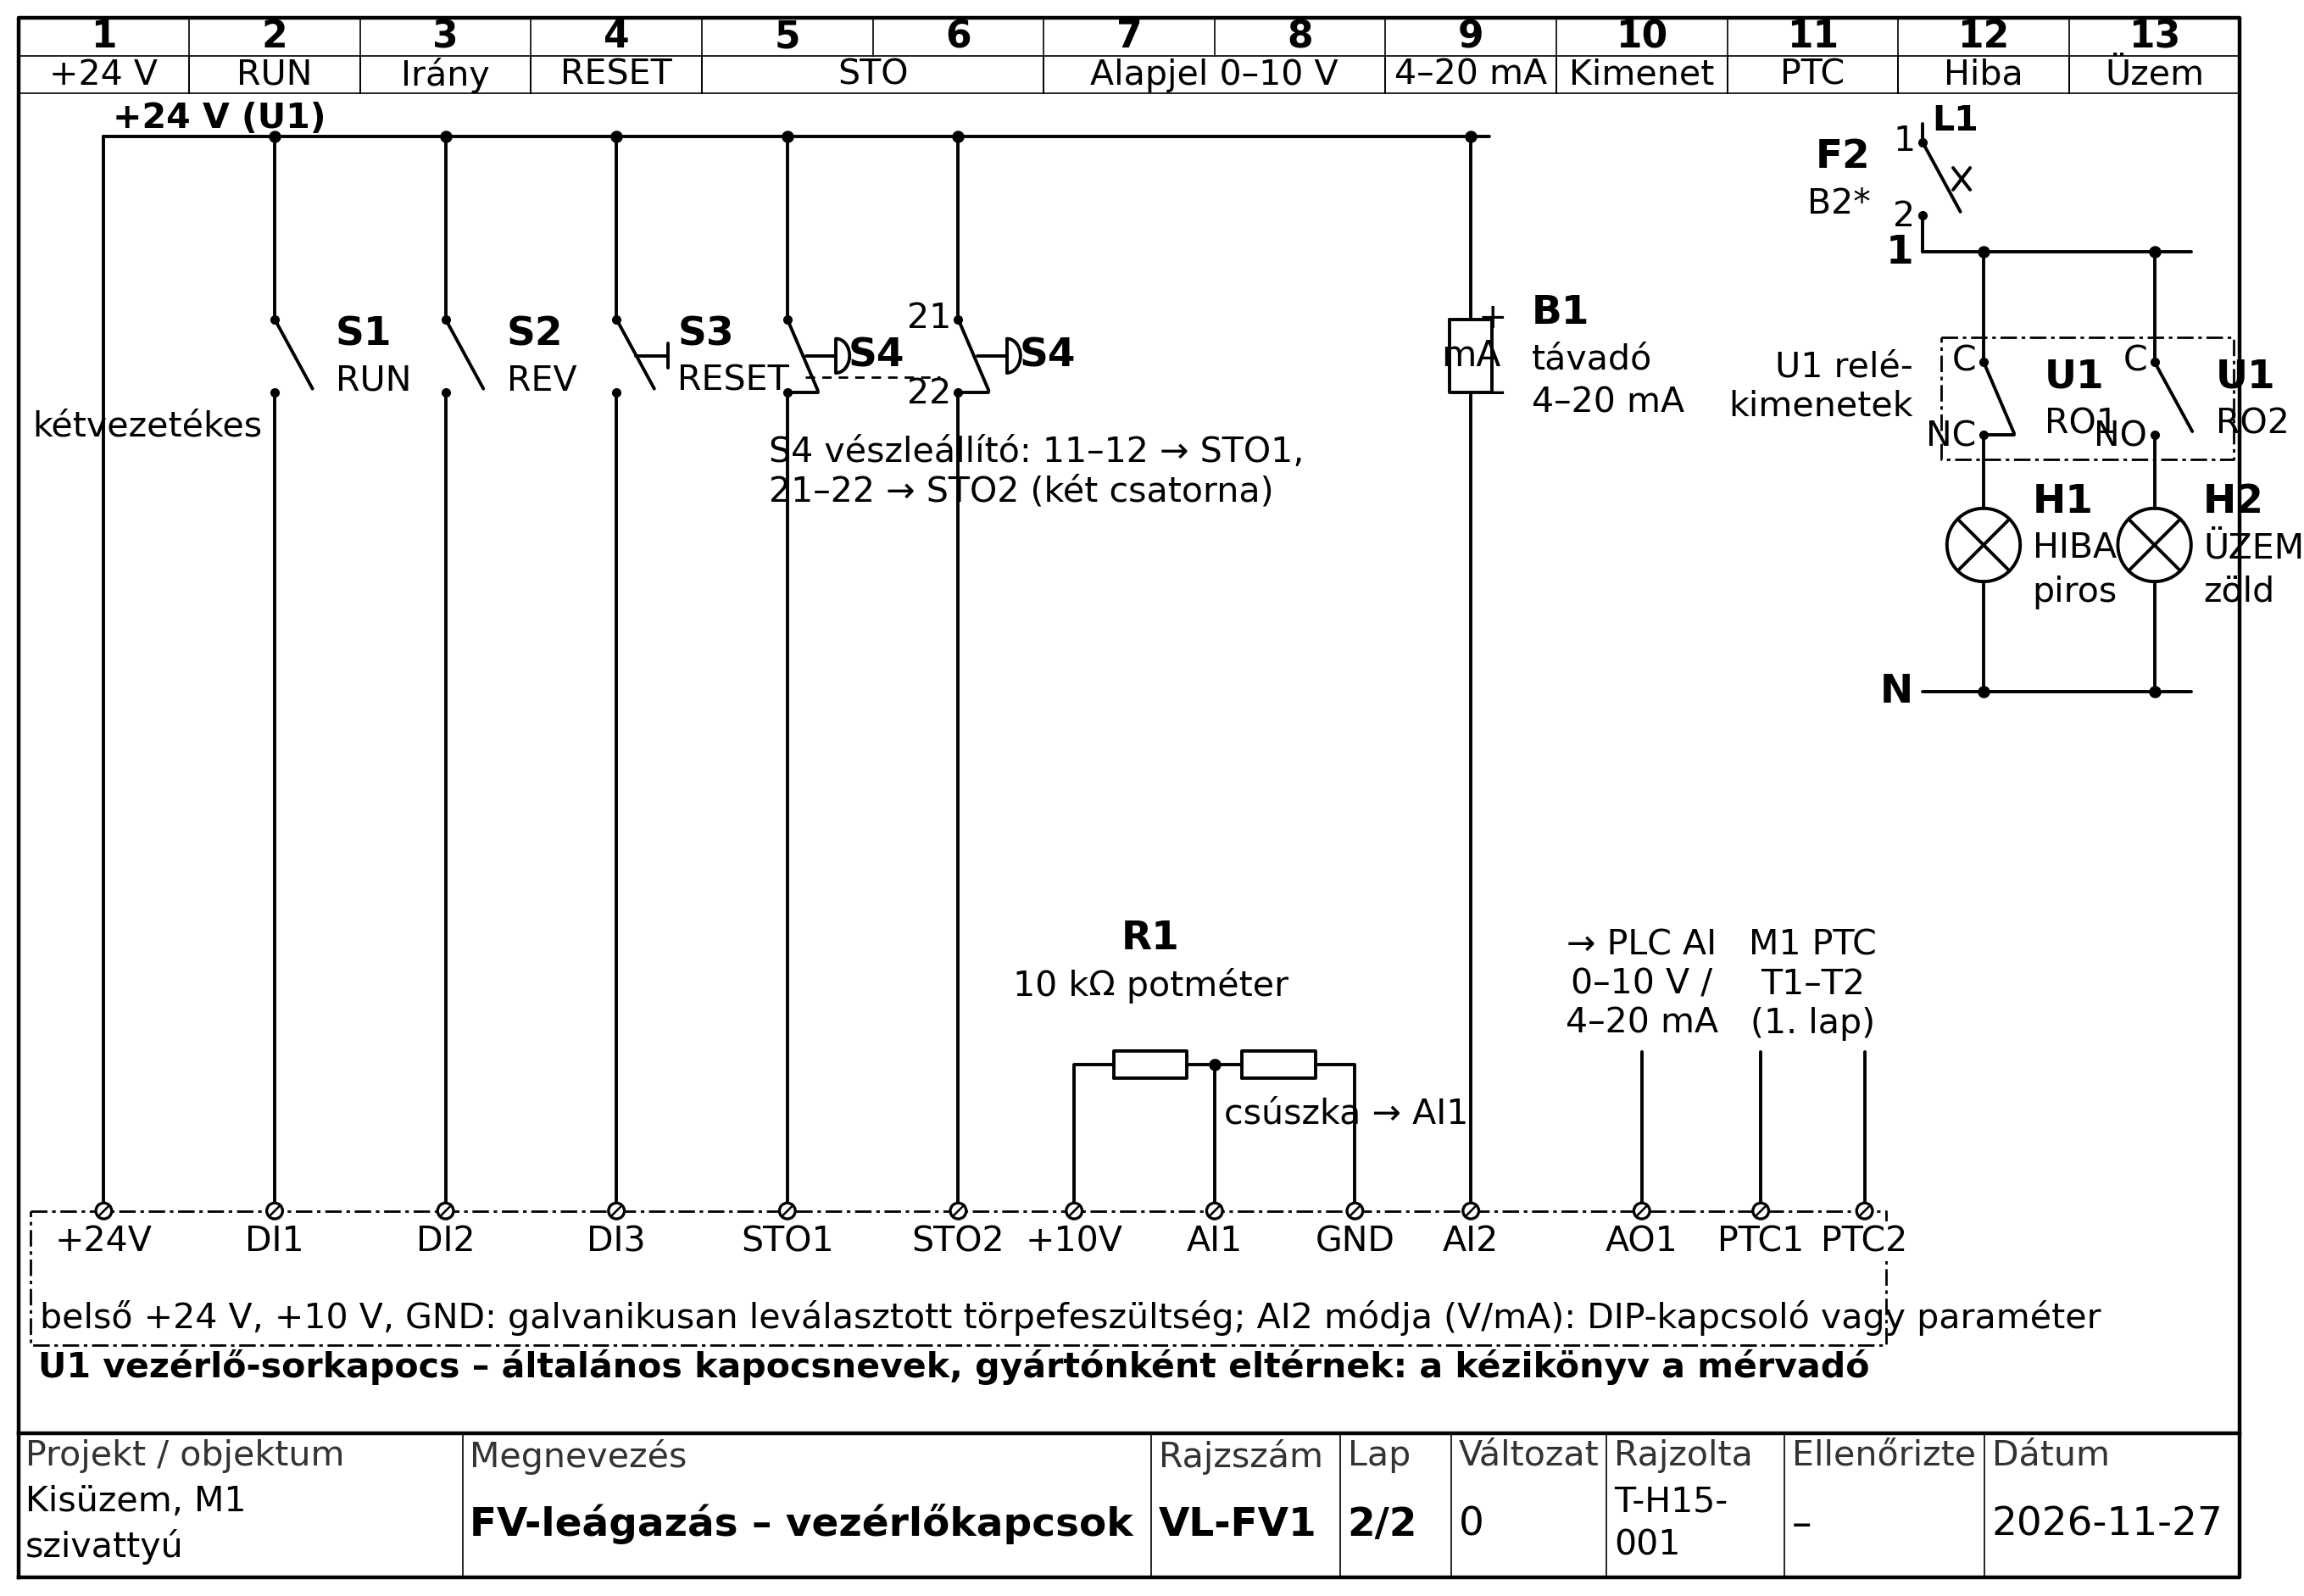 1 2 3 4 5 6 7 8 9 10 11 12 13
+24 V RUN Irány RESET STO Alapjel 0–10 V 4–20 mA Kimenet PTC Hiba Üzem
+24 V (U1)
L1
1
F2
B2*
2
1
S1
RUN
S2
REV
S3
RESET
S4
21
22
S4
kétvezetékes
S4 vészleállító: 11–12 → STO1,
21–22 → STO2 (két csatorna)
+
mA
–
B1
távadó
4–20 mA
U1 relé-
kimenetek
C
NC
U1
RO1
C
NO
U1
RO2
H1
HIBA
piros
H2
ÜZEM
zöld
N
R1
10 kΩ potméter
csúszka → AI1
→ PLC AI
0–10 V /
4–20 mA
M1 PTC
T1–T2
(1. lap)
+24V DI1 DI2 DI3 STO1 STO2 +10V AI1 GND AI2 AO1 PTC1 PTC2
belső +24 V, +10 V, GND: galvanikusan leválasztott törpefeszültség; AI2 módja (V/mA): DIP-kapcsoló vagy paraméter
U1 vezérlő-sorkapocs – általános kapocsnevek, gyártónként eltérnek: a kézikönyv a mérvadó
Projekt / objektum
Kisüzem, M1
szivattyú
Megnevezés
FV-leágazás – vezérlőkapcsok
Rajzszám
VL-FV1
Lap
2/2
Változat
0
Rajzolta
T-H15-
001
Ellenőrizte
–
Dátum
2026-11-27